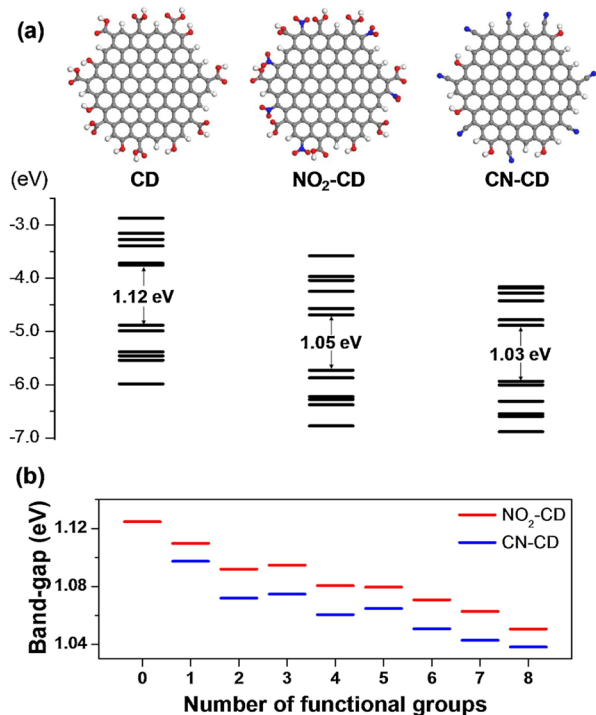 (a)
CD NO₂-CD CN-CD
(eV)
-3.0
-4.0
-5.0
-6.0
-7.0
1.12 eV
1.05 eV
1.03 eV
(b)
NO₂-CD
CN-CD
Band-gap (eV)
1.12
1.08
1.04
0 1 2 3 4 5 6 7 8
Number of functional groups